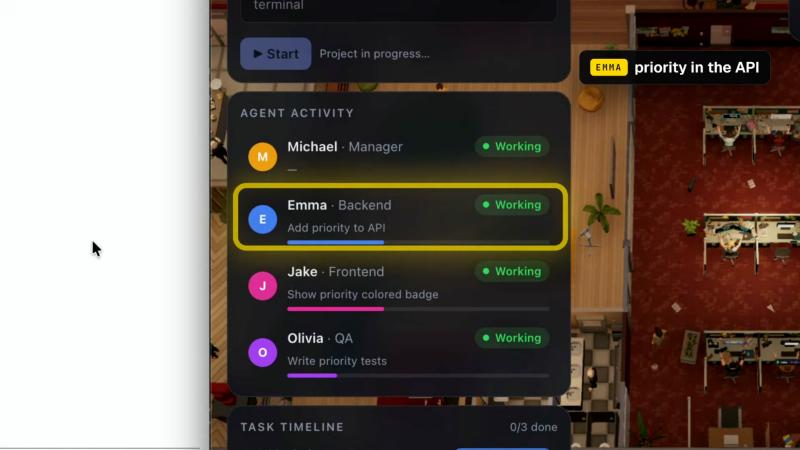 terminal
▶ Start Project in progress...
EMMA priority in the API
AGENT ACTIVITY
M Michael · Manager Working
—
E Emma · Backend Working
Add priority to API
J Jake · Frontend Working
Show priority colored badge
O Olivia · QA Working
Write priority tests
TASK TIMELINE 0/3 done